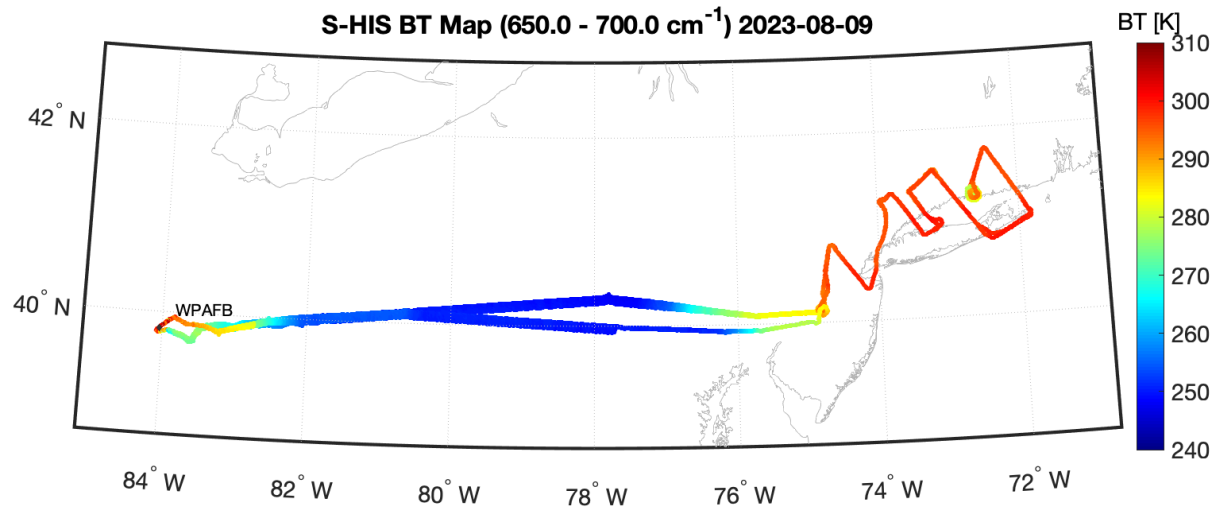 S-HIS BT Map (650.0 - 700.0 cm⁻¹) 2023-08-09
BT [K]
310
300
290
280
270
260
250
240
42° N
40° N
WPAFB
84° W
82° W
80° W
78° W
76° W
74° W
72° W